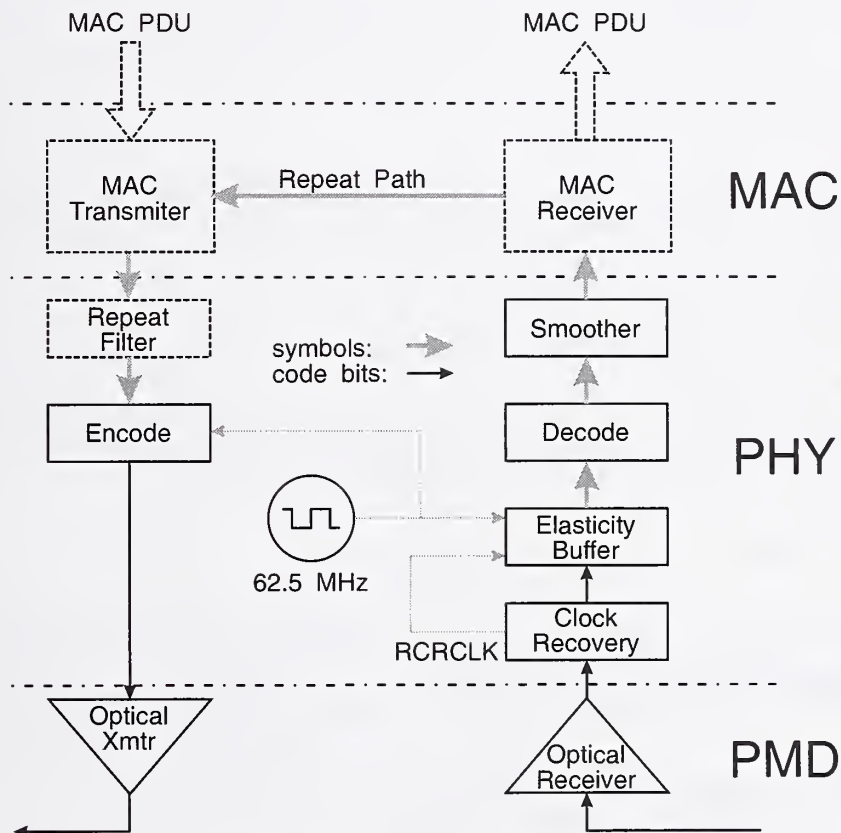 MAC PDU
MAC PDU
MAC
Transmiter
Repeat Path
MAC
Receiver
MAC
Repeat
Filter
symbols:
code bits:
Smoother
Encode
Decode
PHY
62.5 MHz
Elasticity
Buffer
RCRCLK
Clock
Recovery
Optical
Xmtr
Optical
Receiver
PMD